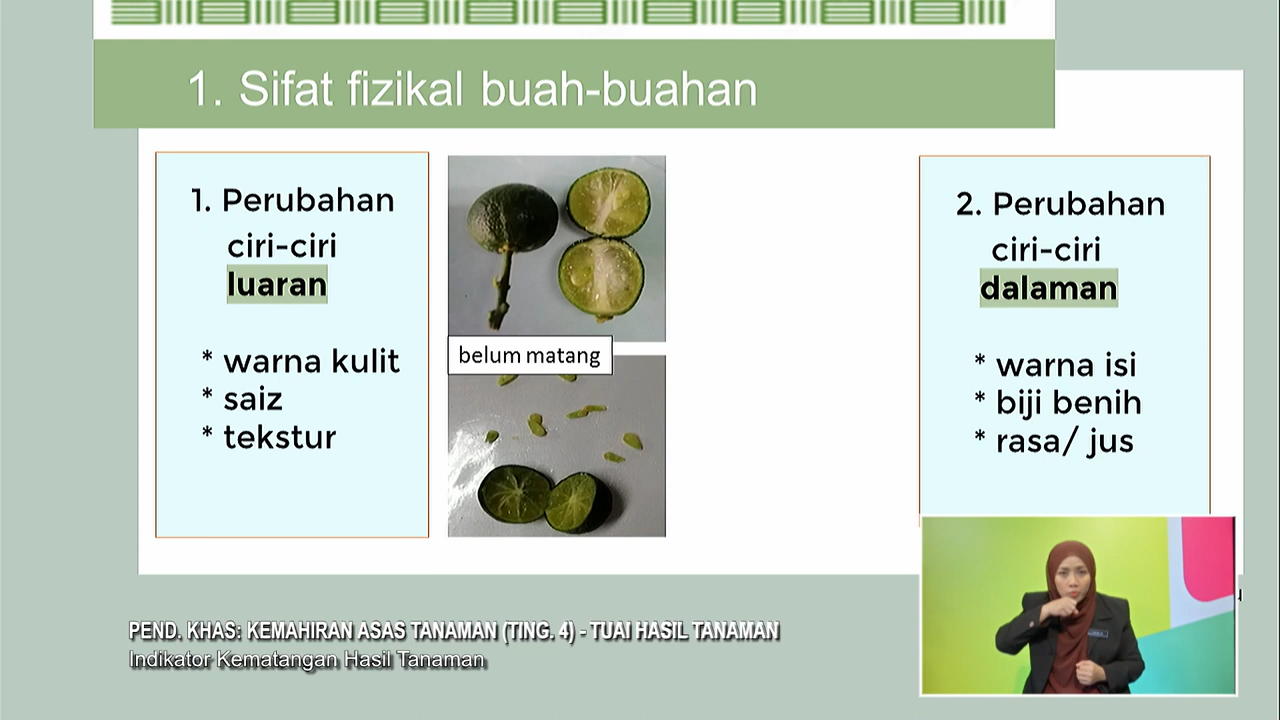 1. Sifat fizikal buah-buahan
1. Perubahan
ciri-ciri
luaran
* warna kulit
* saiz
* tekstur
belum matang
2. Perubahan
ciri-ciri
dalaman
* warna isi
* biji benih
* rasa/ jus
PEND. KHAS: KEMAHIRAN ASAS TANAMAN (TING. 4) - TUAI HASIL TANAMAN
Indikator Kematangan Hasil Tanaman